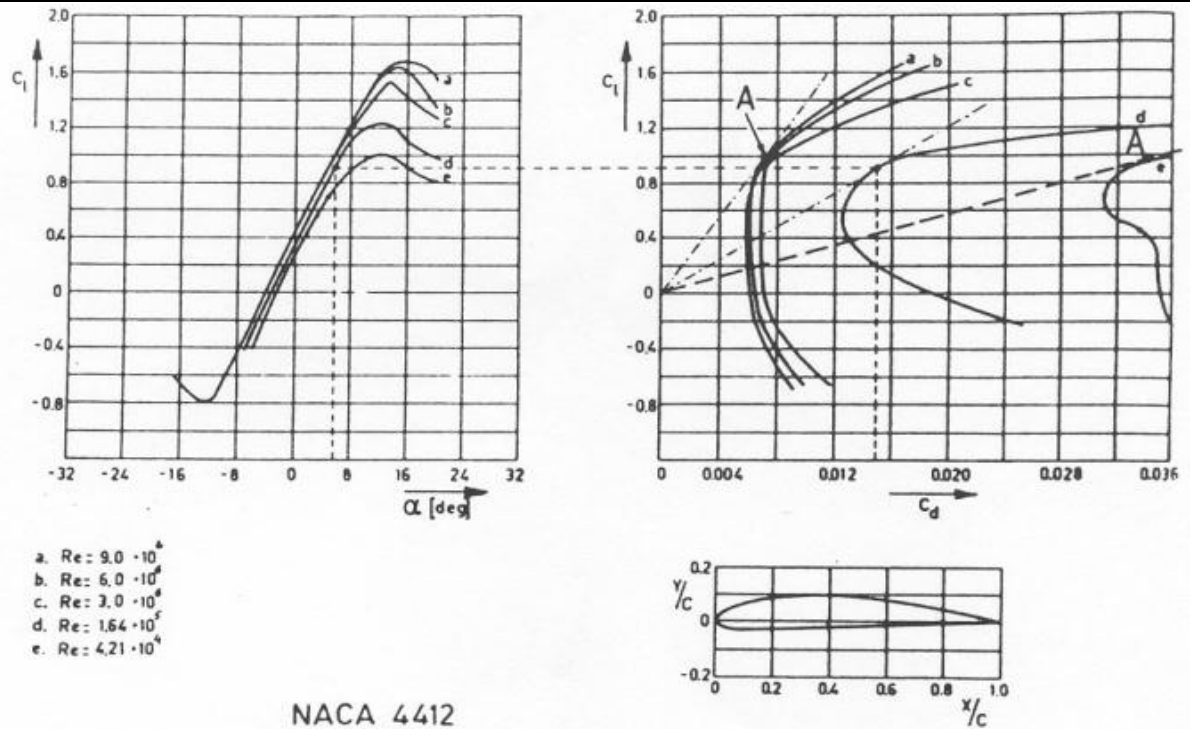 2.0
C_l
1.6
1.2
0.8
0.4
0
-0.4
-0.8
a
b
c
d
e
-32 -24 -16 -8 0 8 16 24 32
α [deg]
2.0
C_l
1.6
1.2
0.8
0.4
0
-0.4
-0.8
a b
c
A
d
A
e
0 0.004 0.012 0.020 0.028 0.036
C_d
a. Re= 9,0 ·10⁶
b. Re= 6,0 ·10⁶
c. Re= 3,0 ·10⁶
d. Re= 1,64 ·10⁵
e. Re= 4,21 ·10⁴
0.2
Y/C
0
-0.2
0 0.2 0.4 0.6 0.8 1.0
X/C
NACA 4412